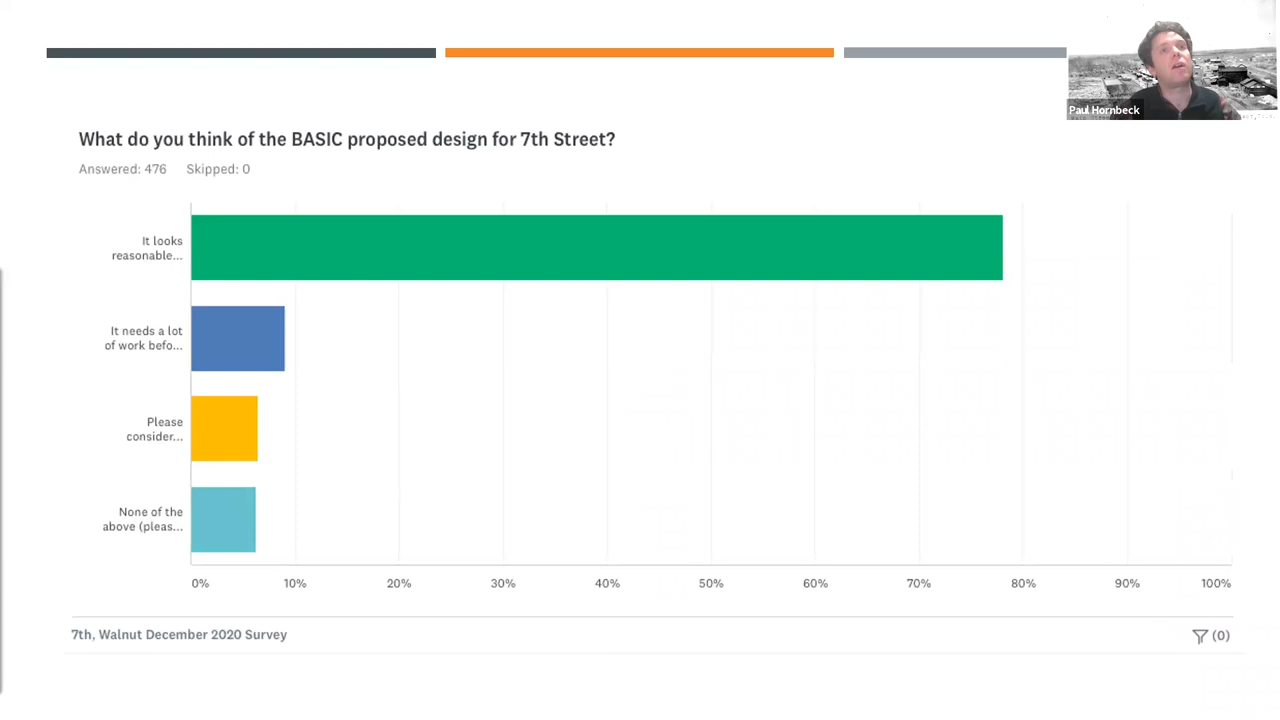 Paul Hornbeck
What do you think of the BASIC proposed design for 7th Street?
Answered: 476 Skipped: 0
It looks
reasonable...
It needs a lot
of work befo...
Please
consider...
None of the
above (pleas...
0% 10% 20% 30% 40% 50% 60% 70% 80% 90% 100%
7th, Walnut December 2020 Survey
(0)